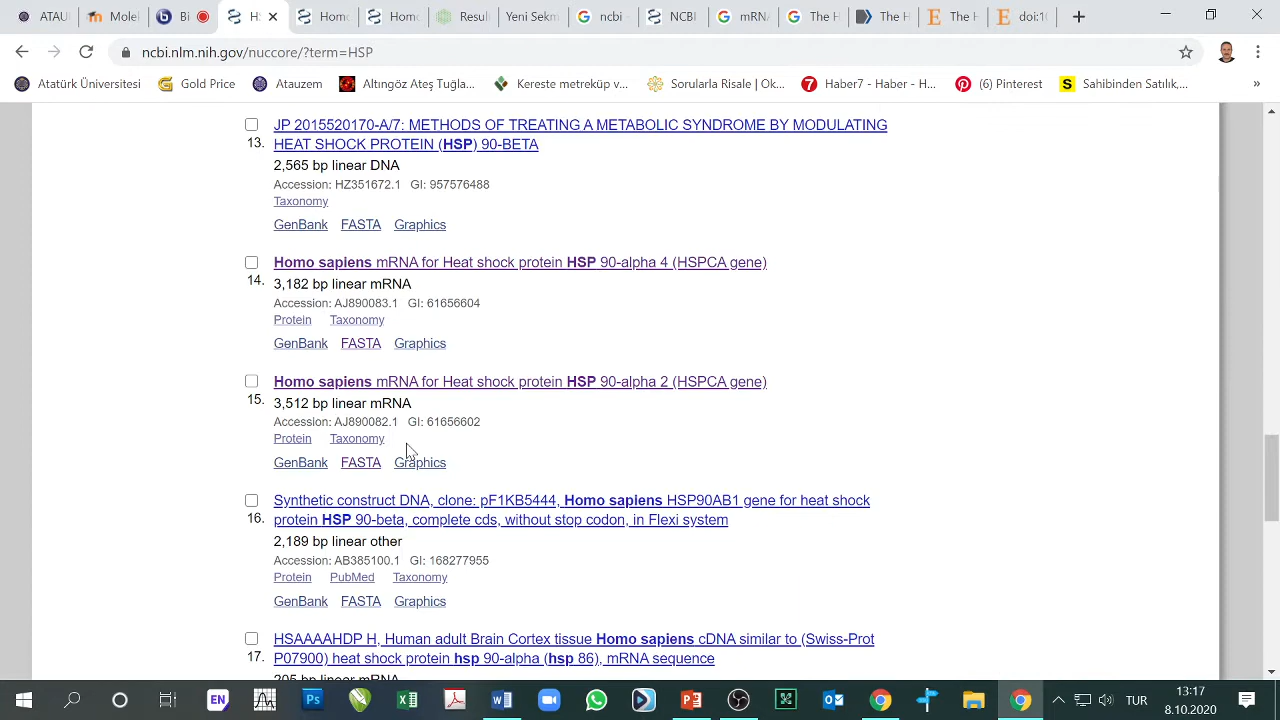 ATAU
Mole
B
HS
Homo
Homo
Resul
Yeni Sekm
ncbi
NCBI
mRN
The H
The H
The H
doi:1
ncbi.nlm.nih.gov/nuccore/?term=HSP
Atatürk Üniversitesi
Gold Price
Atauzem
Altıngöz Ateş Tuğla...
Kereste metreküp v...
Sorularla Risale | Ok...
Haber7 - Haber - H...
(6) Pinterest
Sahibinden Satılık,...
»
JP 2015520170-A/7: METHODS OF TREATING A METABOLIC SYNDROME BY MODULATING
13. HEAT SHOCK PROTEIN (HSP) 90-BETA
2,565 bp linear DNA
Accession: HZ351672.1 GI: 957576488
Taxonomy
GenBank FASTA Graphics
Homo sapiens mRNA for Heat shock protein HSP 90-alpha 4 (HSPCA gene)
14. 3,182 bp linear mRNA
Accession: AJ890083.1 GI: 61656604
Protein Taxonomy
GenBank FASTA Graphics
Homo sapiens mRNA for Heat shock protein HSP 90-alpha 2 (HSPCA gene)
15. 3,512 bp linear mRNA
Accession: AJ890082.1 GI: 61656602
Protein Taxonomy
GenBank FASTA Graphics
Synthetic construct DNA, clone: pF1KB5444, Homo sapiens HSP90AB1 gene for heat shock
16. protein HSP 90-beta, complete cds, without stop codon, in Flexi system
2,189 bp linear other
Accession: AB385100.1 GI: 168277955
Protein PubMed Taxonomy
GenBank FASTA Graphics
HSAAAAHDP H, Human adult Brain Cortex tissue Homo sapiens cDNA similar to (Swiss-Prot
17. P07900) heat shock protein hsp 90-alpha (hsp 86), mRNA sequence
205 bp linear mRNA
EN
TUR
13:17
8.10.2020